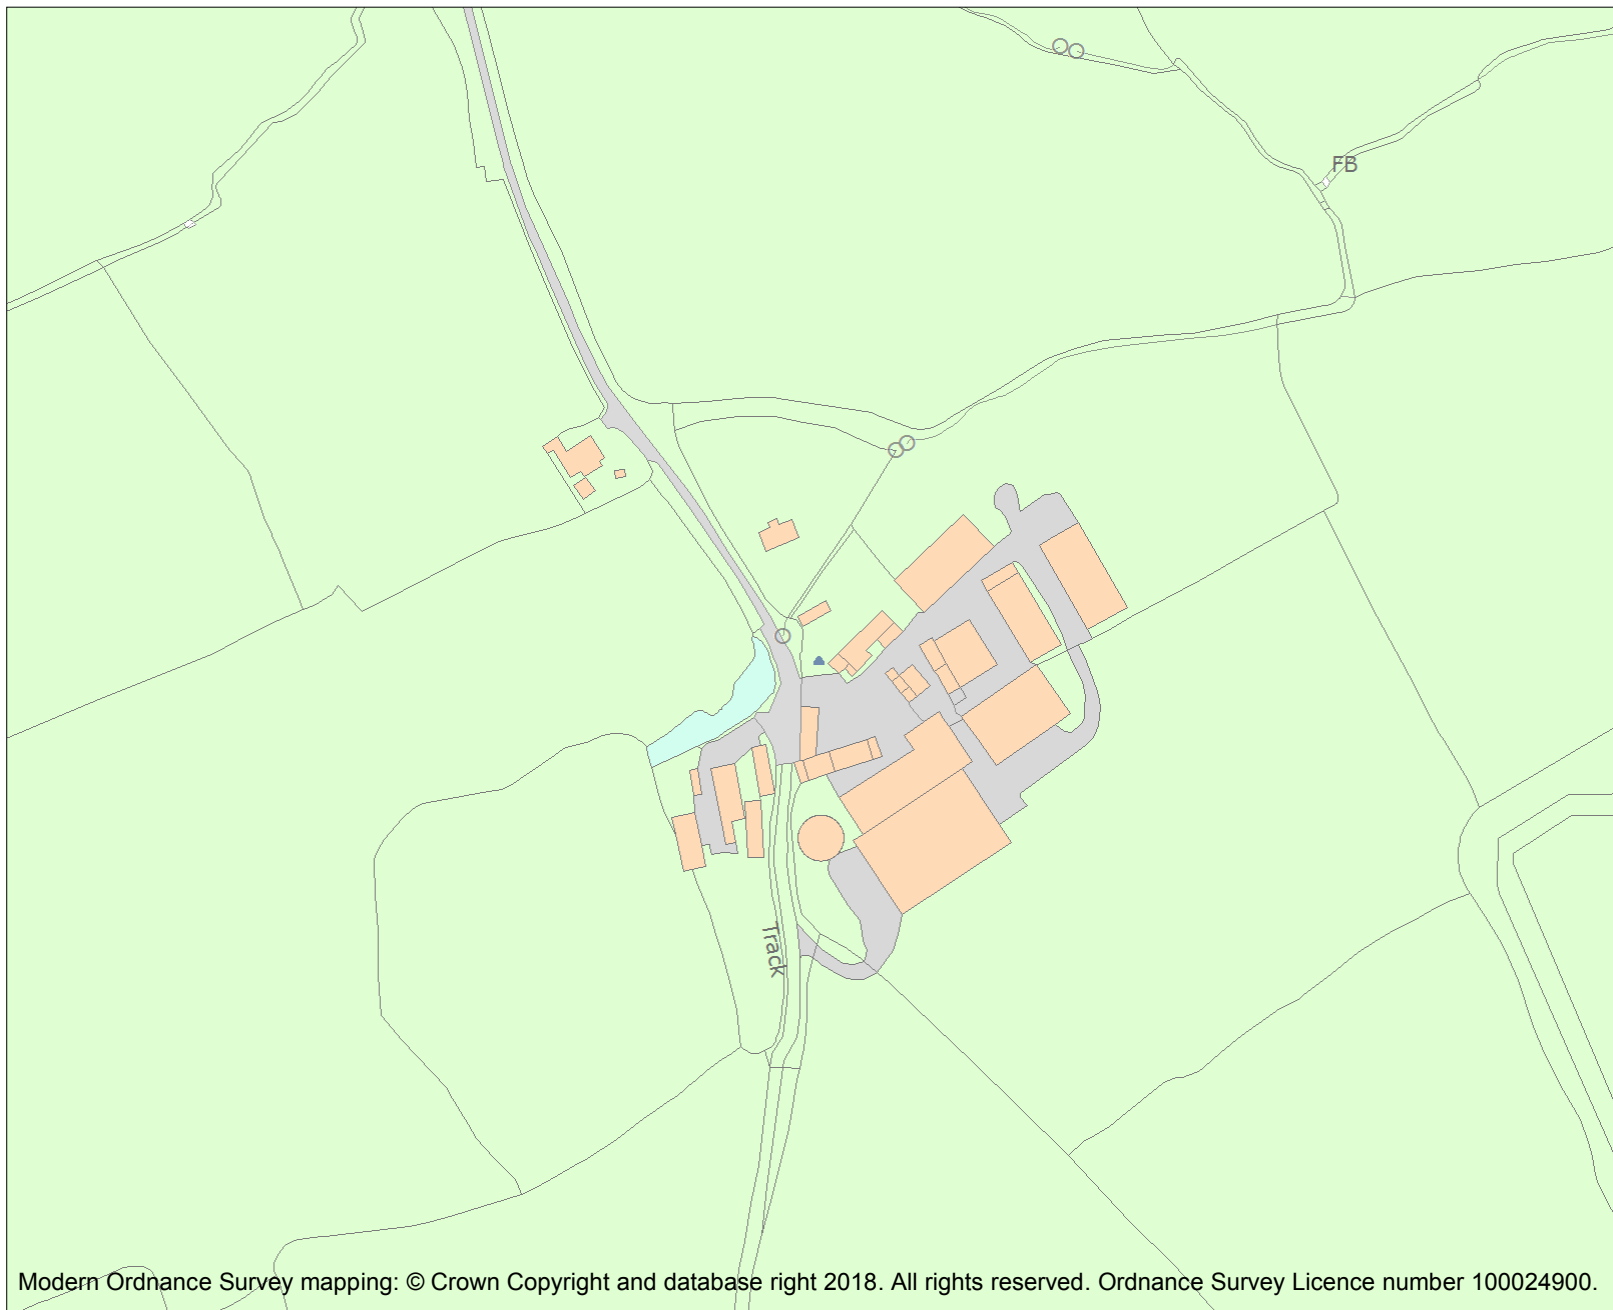 FB
Track
Modern Ordnance Survey mapping: © Crown Copyright and database right 2018. All rights reserved. Ordnance Survey Licence number 100024900.